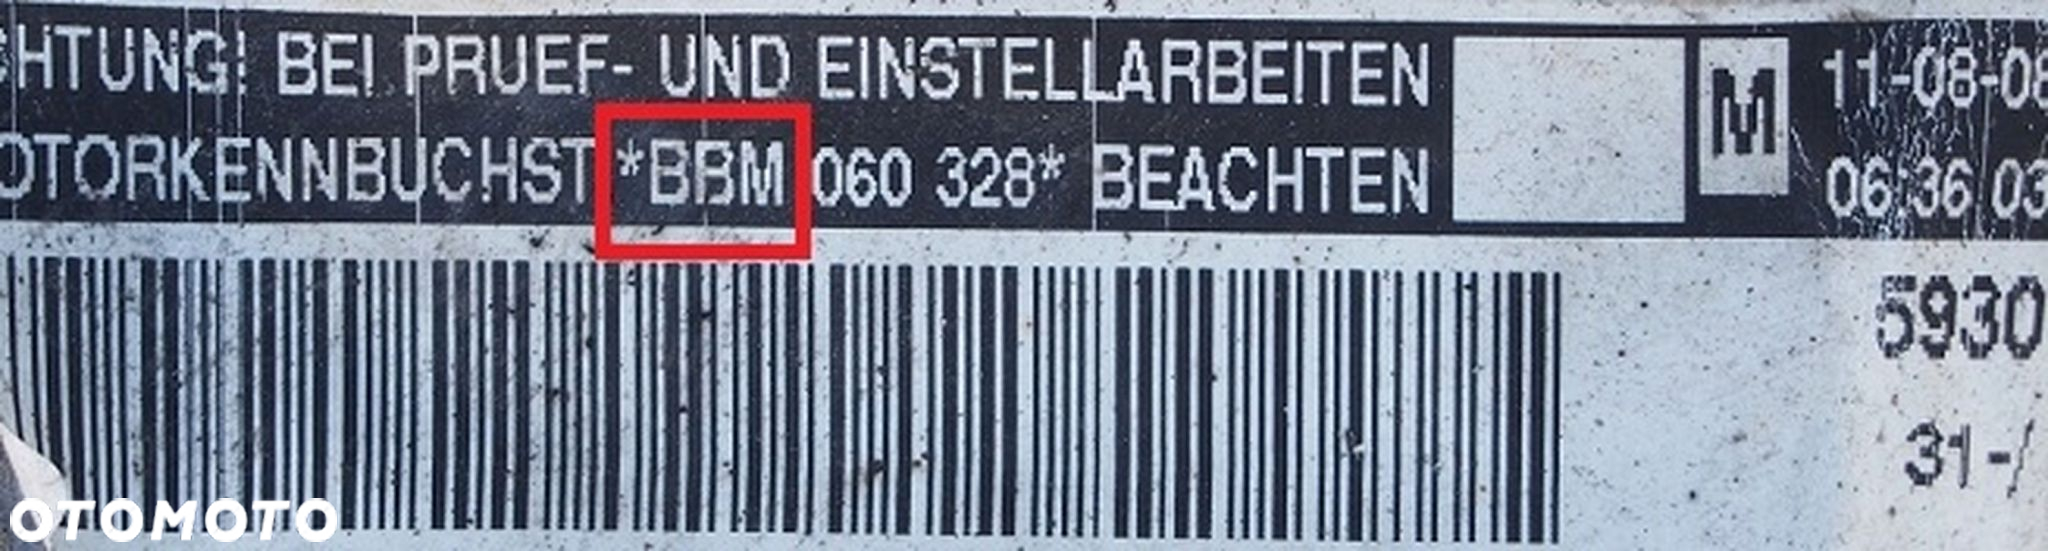 CHTUNG! BEI PRUEF- UND EINSTELLARBEITEN
OTORKENNBUCHST *BBM 060 328* BEACHTEN
M
11-08-08
06:36 03
5930
31-/
OTOMOTO